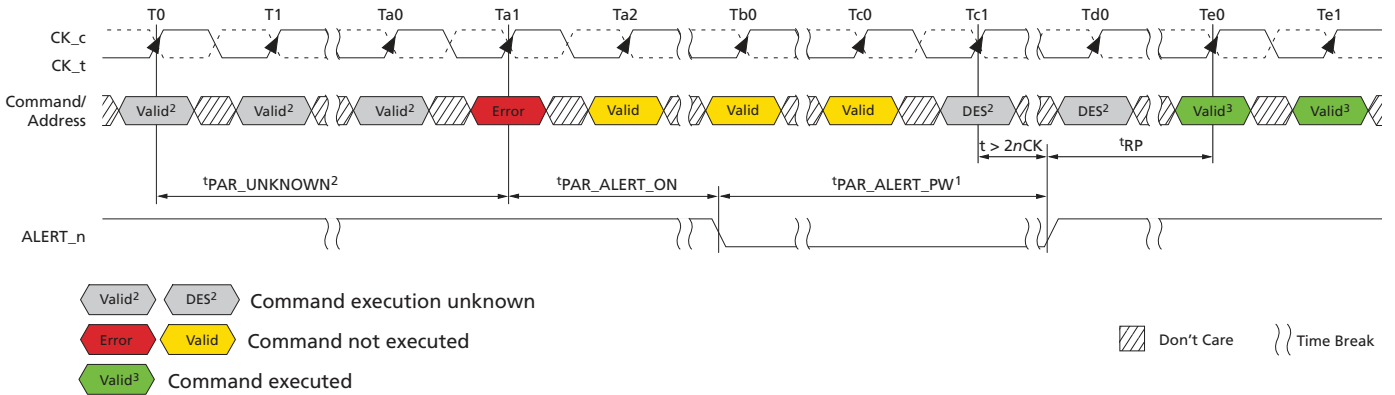 T0 T1 Ta0 Ta1 Ta2 Tb0 Tc0 Tc1 Td0 Te0 Te1
CK_c
CK_t
Command/
Address
Valid² Valid² Valid² Error Valid Valid Valid DES² DES² Valid³ Valid³
t > 2nCK
ᵗRP
ᵗPAR_UNKNOWN²
ᵗPAR_ALERT_ON
ᵗPAR_ALERT_PW¹
ALERT_n
Valid² DES² Command execution unknown
Error Valid Command not executed
Don't Care
Time Break
Valid³ Command executed